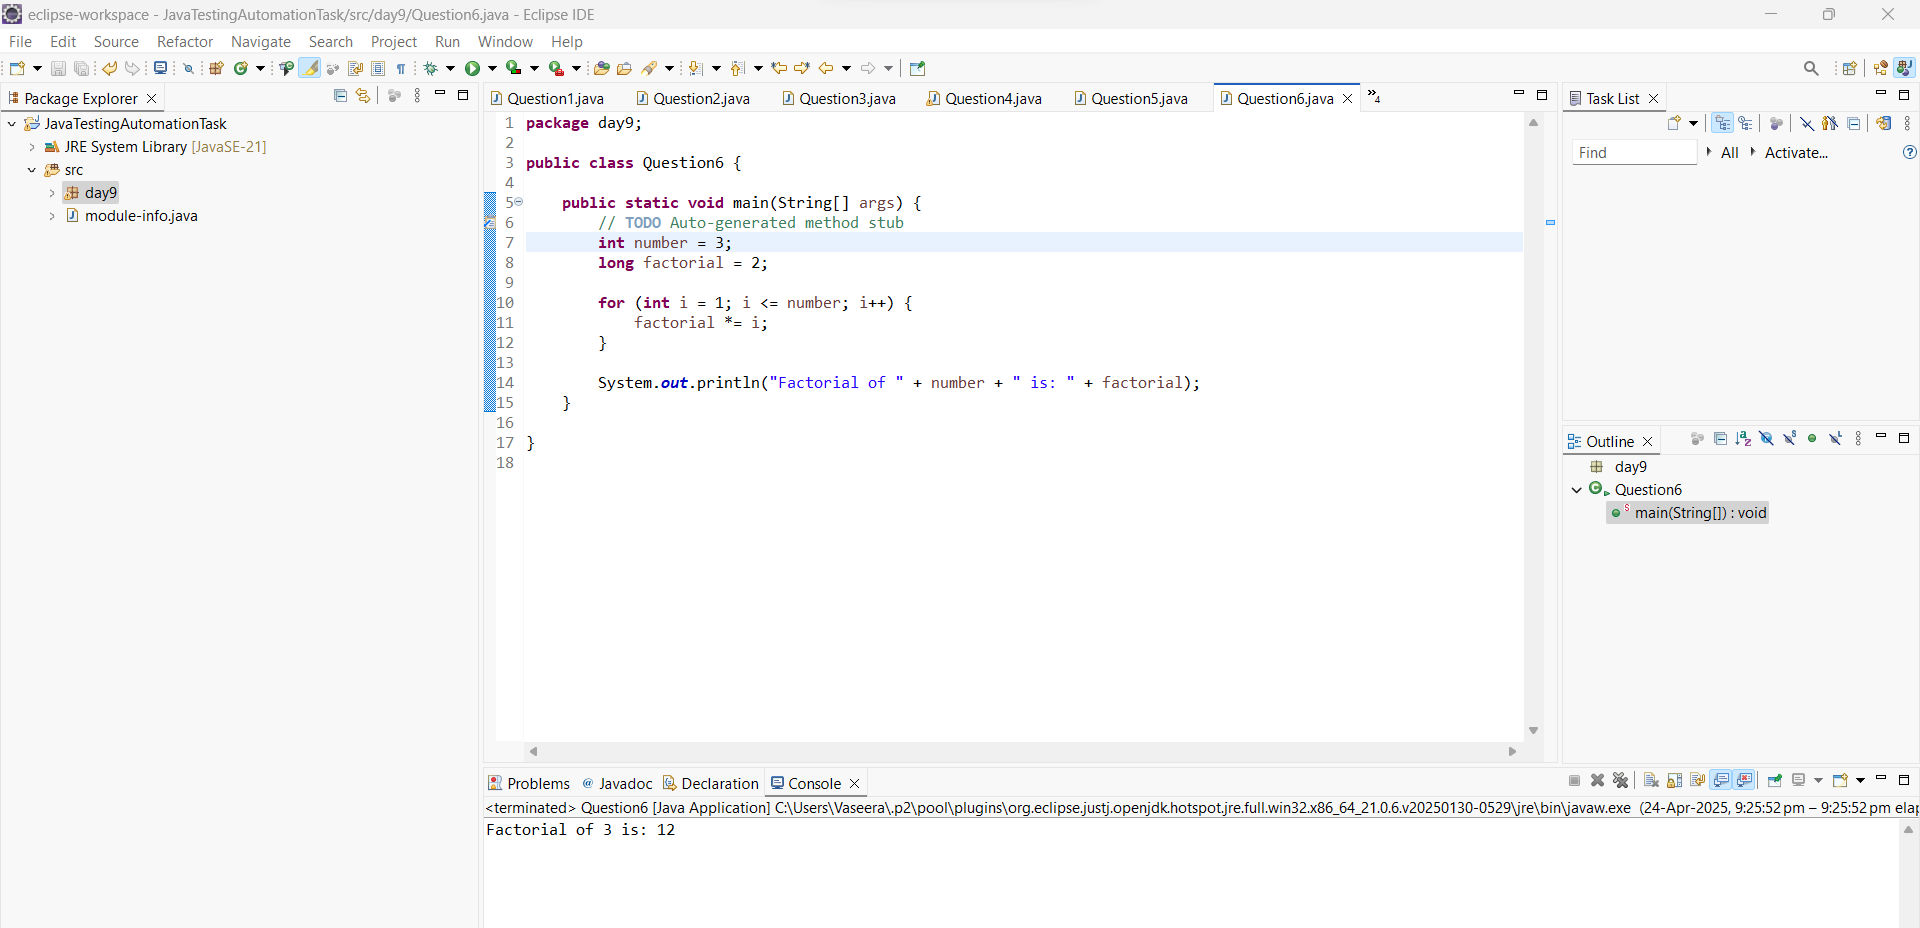 eclipse-workspace - JavaTestingAutomationTask/src/day9/Question6.java - Eclipse IDE
File Edit Source Refactor Navigate Search Project Run Window Help
Package Explorer
JavaTestingAutomationTask
JRE System Library [JavaSE-21]
src
day9
module-info.java
Question1.java Question2.java Question3.java Question4.java Question5.java Question6.java »4
1 package day9;
2
3 public class Question6 {
4
5 public static void main(String[] args) {
6 // TODO Auto-generated method stub
7 int number = 3;
8 long factorial = 2;
9
10 for (int i = 1; i <= number; i++) {
11 factorial *= i;
12 }
13
14 System.out.println("Factorial of " + number + " is: " + factorial);
15 }
16
17 }
18
Task List
Find All Activate...
Outline
day9
Question6
main(String[]) : void
Problems Javadoc Declaration Console
<terminated> Question6 [Java Application] C:\Users\Vaseera\.p2\pool\plugins\org.eclipse.justj.openjdk.hotspot.jre.full.win32.x86_64_21.0.6.v20250130-0529\jre\bin\javaw.exe (24-Apr-2025, 9:25:52 pm – 9:25:52 pm elap
Factorial of 3 is: 12